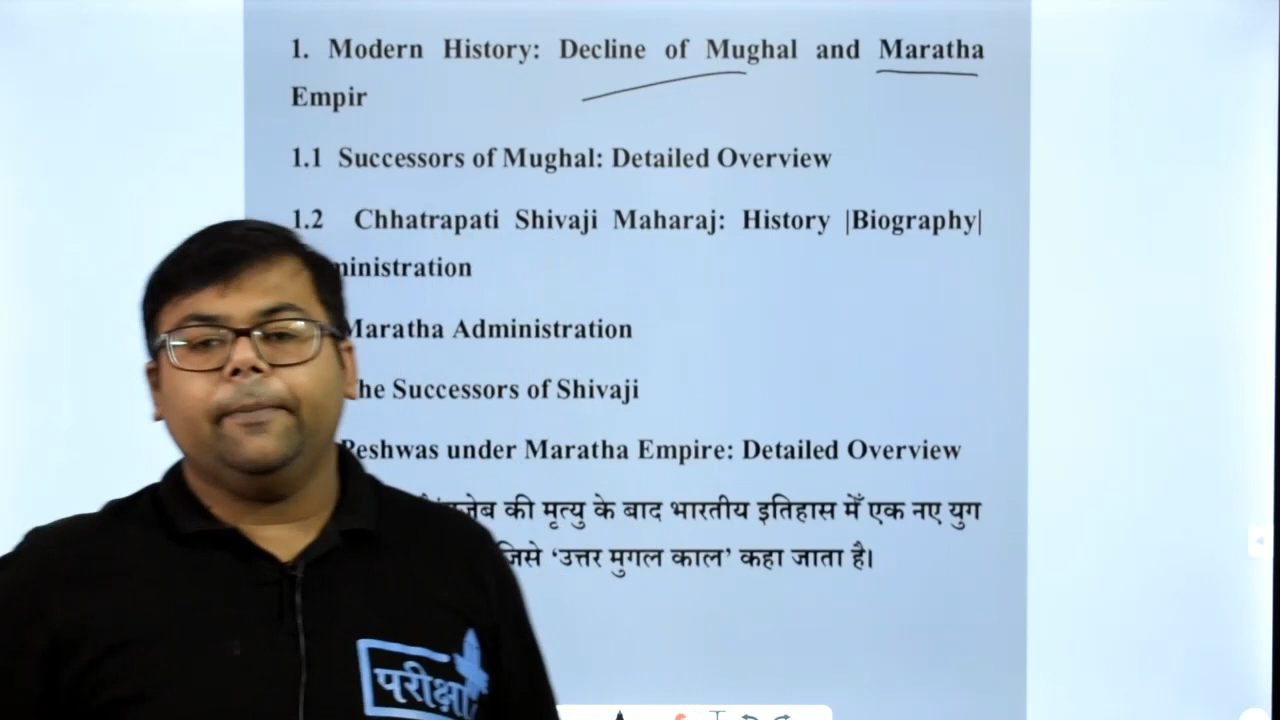 1. Modern History: Decline of Mughal and Maratha
Empir
1.1 Successors of Mughal: Detailed Overview
1.2 Chhatrapati Shivaji Maharaj: History |Biography|
ministration
Maratha Administration
he Successors of Shivaji
Peshwas under Maratha Empire: Detailed Overview
की मृत्यु के बाद भारतीय इतिहास मेँ एक नए युग
जिसे ‘उत्तर मुगल काल’ कहा जाता है।
परीक्षा